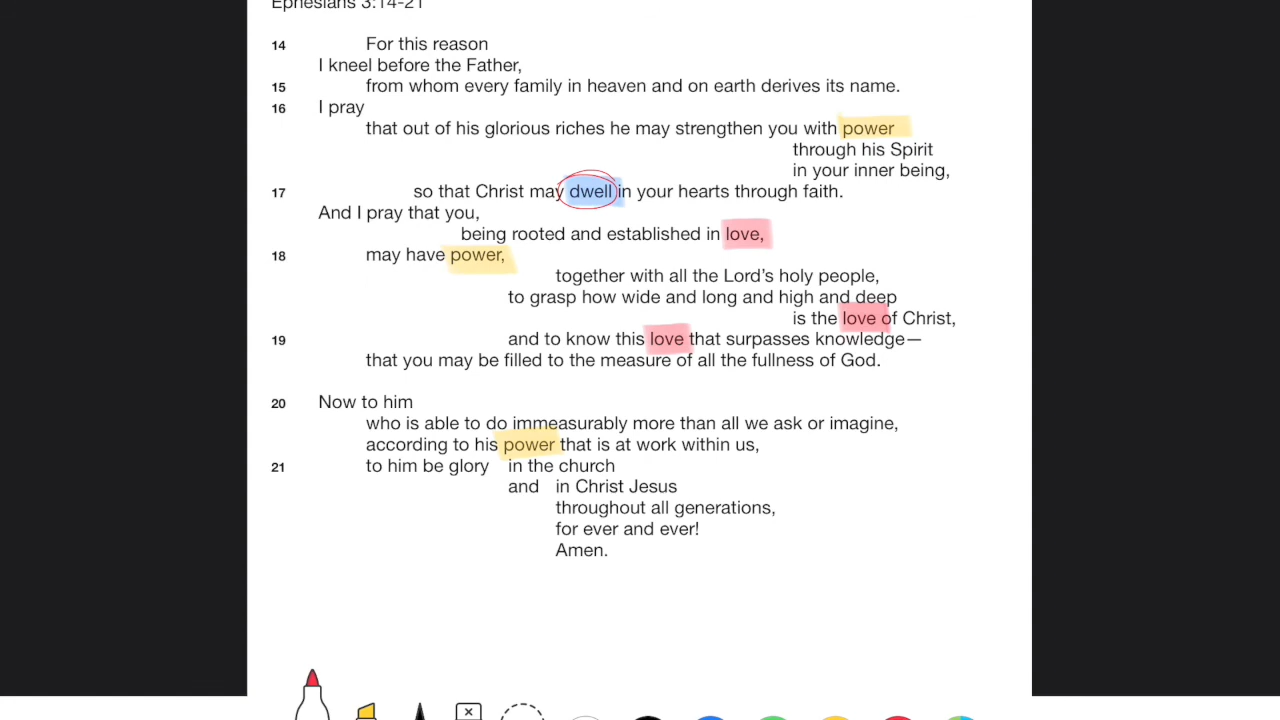 Ephesians 3:14-21
14 For this reason
I kneel before the Father,
15 from whom every family in heaven and on earth derives its name.
16 I pray
that out of his glorious riches he may strengthen you with power
through his Spirit
in your inner being,
17 so that Christ may dwell in your hearts through faith.
And I pray that you,
being rooted and established in love,
18 may have power,
together with all the Lord’s holy people,
to grasp how wide and long and high and deep
is the love of Christ,
19 and to know this love that surpasses knowledge—
that you may be filled to the measure of all the fullness of God.
20 Now to him
who is able to do immeasurably more than all we ask or imagine,
according to his power that is at work within us,
21 to him be glory in the church
and in Christ Jesus
throughout all generations,
for ever and ever!
Amen.